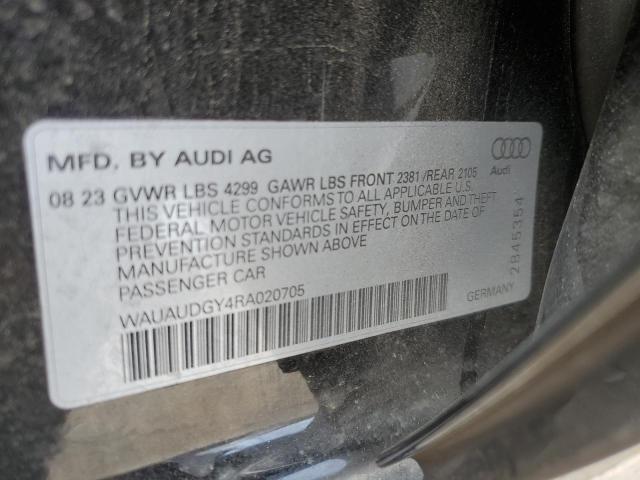 MFD. BY AUDI AG
Audi
08 23 GVWR LBS 4299 GAWR LBS FRONT 2381 /REAR 2105
THIS VEHICLE CONFORMS TO ALL APPLICABLE U.S.
FEDERAL MOTOR VEHICLE SAFETY, BUMPER AND THEFT
PREVENTION STANDARDS IN EFFECT ON THE DATE OF
MANUFACTURE SHOWN ABOVE
PASSENGER CAR
WAUAUDGY4RA020705
GERMANY
2B45354